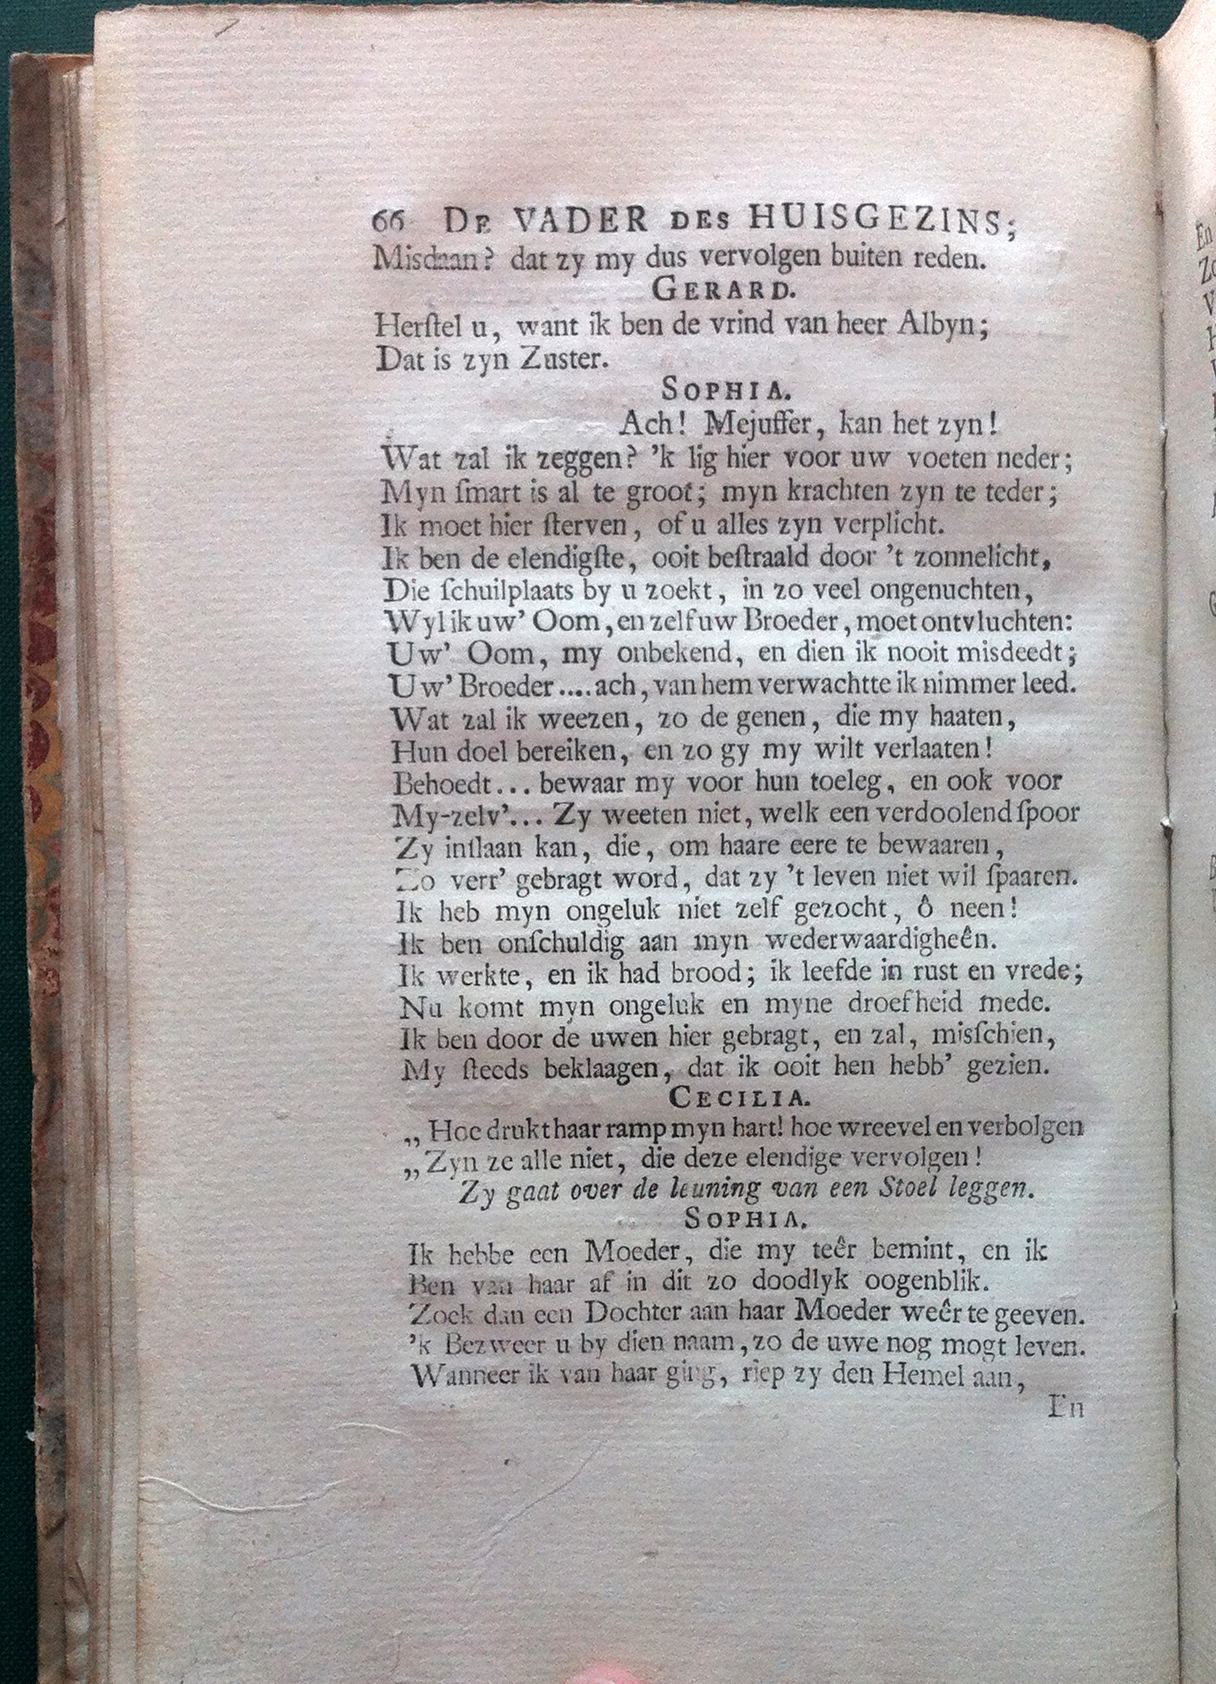 66 DE VADER DES HUISGEZINS;
Misdaan? dat zy my dus vervolgen buiten reden.
GERARD.
Herſtel u, want ik ben de vrind van heer Albyn;
Dat is zyn Zuster.
SOPHIA.
Ach! Mejuffer, kan het zyn!
Wat zal ik zeggen? 'k lig hier voor uw voeten neder;
Myn ſmart is al te groot; myn krachten zyn te teder;
Ik moet hier ſterven, of u alles zyn verplicht.
Ik ben de elendigſte, ooit beſtraald door 't zonnelicht,
Die ſchuilplaats by u zoekt, in zo veel ongenuchten,
Wyl ik uw' Oom, en zelf uw Broeder, moet ontvluchten:
Uw' Oom, my onbekend, en dien ik nooit misdeedt;
Uw' Broeder.... ach, van hem verwachtte ik nimmer leed.
Wat zal ik weezen, zo de genen, die my haaten,
Hun doel bereiken, en zo gy my wilt verlaaten!
Behoedt... bewaar my voor hun toeleg, en ook voor
My-zelv'... Zy weeten niet, welk een verdoolend ſpoor
Zy inſlaan kan, die, om haare eere te bewaaren,
Zo verr' gebragt word, dat zy 't leven niet wil ſpaaren.
Ik heb myn ongeluk niet zelf gezocht, ô neen!
Ik ben onſchuldig aan myn wederwaardigheên.
Ik werkte, en ik had brood; ik leefde in rust en vrede;
Nu komt myn ongeluk en myne droefheid mede.
Ik ben door de uwen hier gebragt, en zal, misſchien,
My ſteeds beklaagen, dat ik ooit hen hebb' gezien.
CECILIA.
„ Hoe drukt haar ramp myn hart! hoe wreevel en verbolgen
„ Zyn ze alle niet, die deze elendige vervolgen!
Zy gaat over de leuning van een Stoel leggen.
SOPHIA.
Ik hebbe een Moeder, die my teêr bemint, en ik
Ben van haar af in dit zo doodlyk oogenblik.
Zoek dan een Dochter aan haar Moeder weêr te geeven.
'k Bezweer u by dien naam, zo de uwe nog mogt leven.
Wanneer ik van haar ging, riep zy den Hemel aan,
En